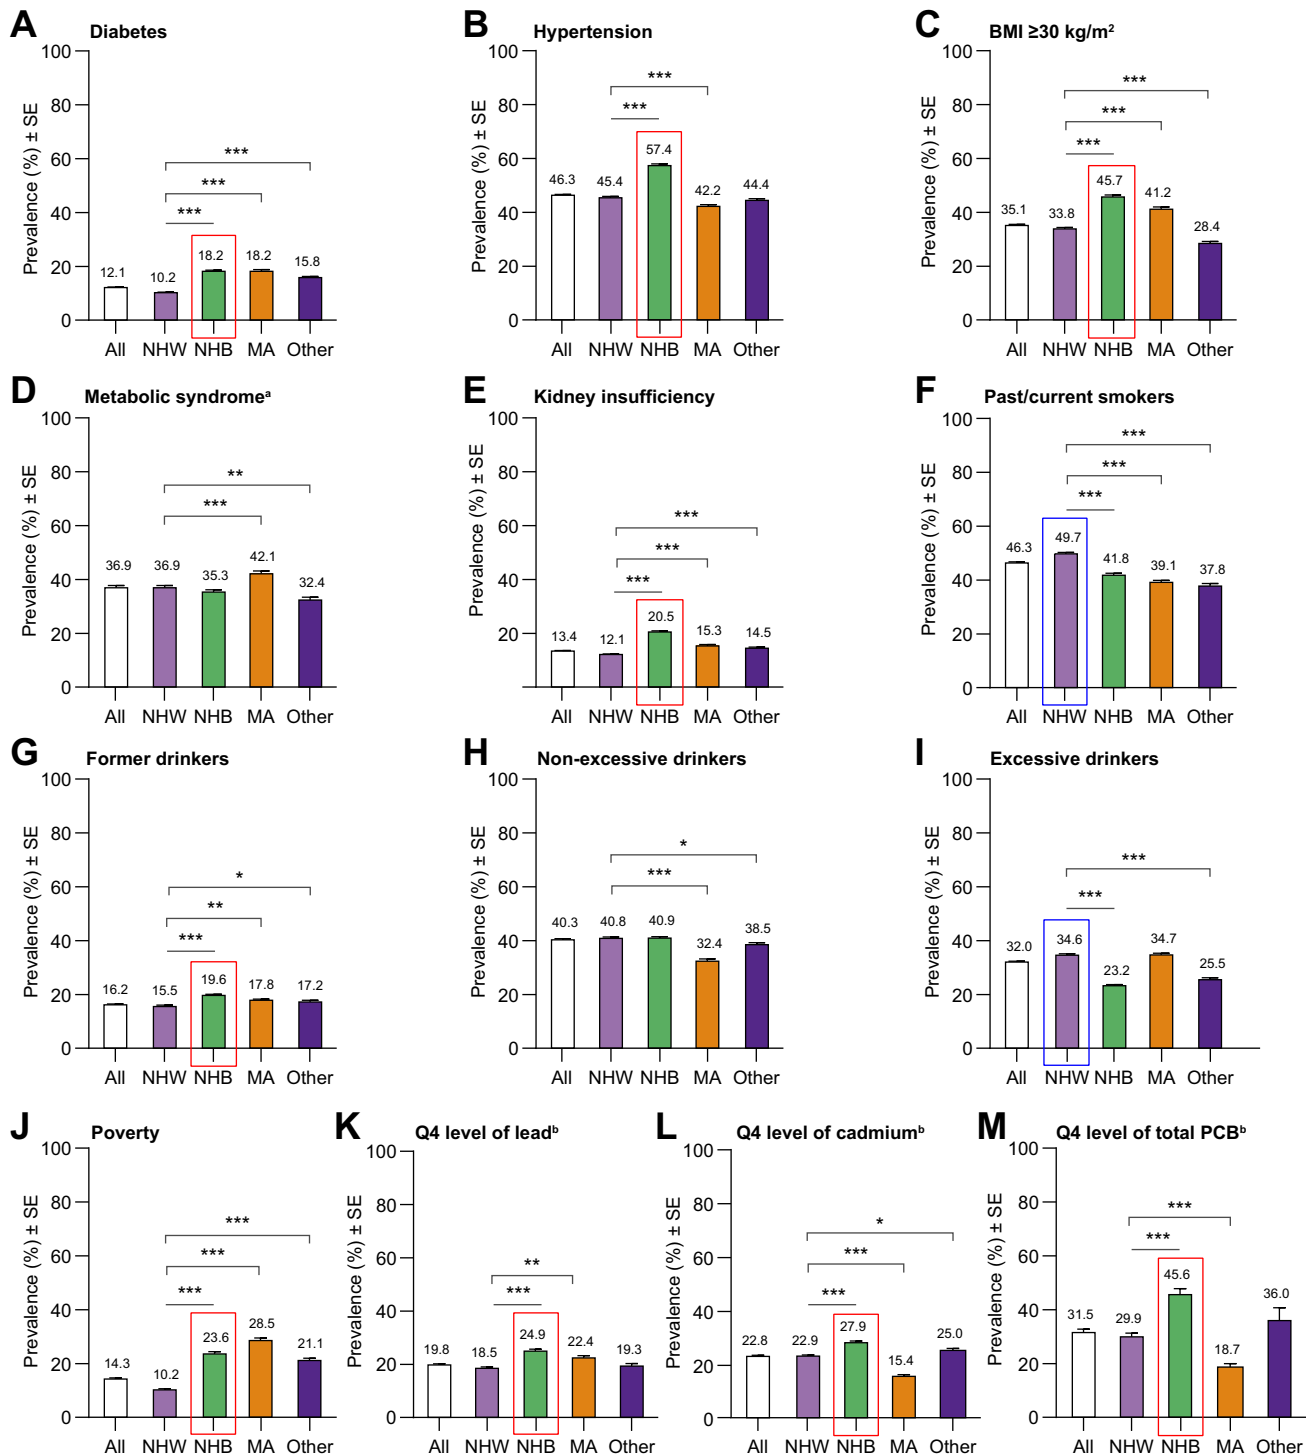 A Diabetes
Prevalence (%) ± SE
100
80
60
40
20
0
***
***
***
12.1 10.2 18.2 18.2 15.8
All NHW NHB MA Other
B Hypertension
Prevalence (%) ± SE
100
80
60
40
20
0
***
***
46.3 45.4 57.4 42.2 44.4
All NHW NHB MA Other
C BMI ≥30 kg/m²
Prevalence (%) ± SE
100
80
60
40
20
0
***
***
***
35.1 33.8 45.7 41.2 28.4
All NHW NHB MA Other
D Metabolic syndromeᵃ
Prevalence (%) ± SE
100
80
60
40
20
0
**
***
36.9 36.9 35.3 42.1 32.4
All NHW NHB MA Other
E Kidney insufficiency
Prevalence (%) ± SE
100
80
60
40
20
0
***
***
***
13.4 12.1 20.5 15.3 14.5
All NHW NHB MA Other
F Past/current smokers
Prevalence (%) ± SE
100
80
60
40
20
0
***
***
***
46.3 49.7 41.8 39.1 37.8
All NHW NHB MA Other
G Former drinkers
Prevalence (%) ± SE
100
80
60
40
20
0
*
**
***
16.2 15.5 19.6 17.8 17.2
All NHW NHB MA Other
H Non-excessive drinkers
Prevalence (%) ± SE
100
80
60
40
20
0
*
***
40.3 40.8 40.9 32.4 38.5
All NHW NHB MA Other
I Excessive drinkers
Prevalence (%) ± SE
100
80
60
40
20
0
***
***
32.0 34.6 23.2 34.7 25.5
All NHW NHB MA Other
J Poverty
Prevalence (%) ± SE
100
80
60
40
20
0
***
***
***
14.3 10.2 23.6 28.5 21.1
All NHW NHB MA Other
K Q4 level of leadᵇ
Prevalence (%) ± SE
100
80
60
40
20
0
**
***
19.8 18.5 24.9 22.4 19.3
All NHW NHB MA Other
L Q4 level of cadmiumᵇ
Prevalence (%) ± SE
100
80
60
40
20
0
*
***
***
22.8 22.9 27.9 15.4 25.0
All NHW NHB MA Other
M Q4 level of total PCBᵇ
Prevalence (%) ± SE
100
80
60
40
20
0
***
***
31.5 29.9 45.6 18.7 36.0
All NHW NHB MA Other